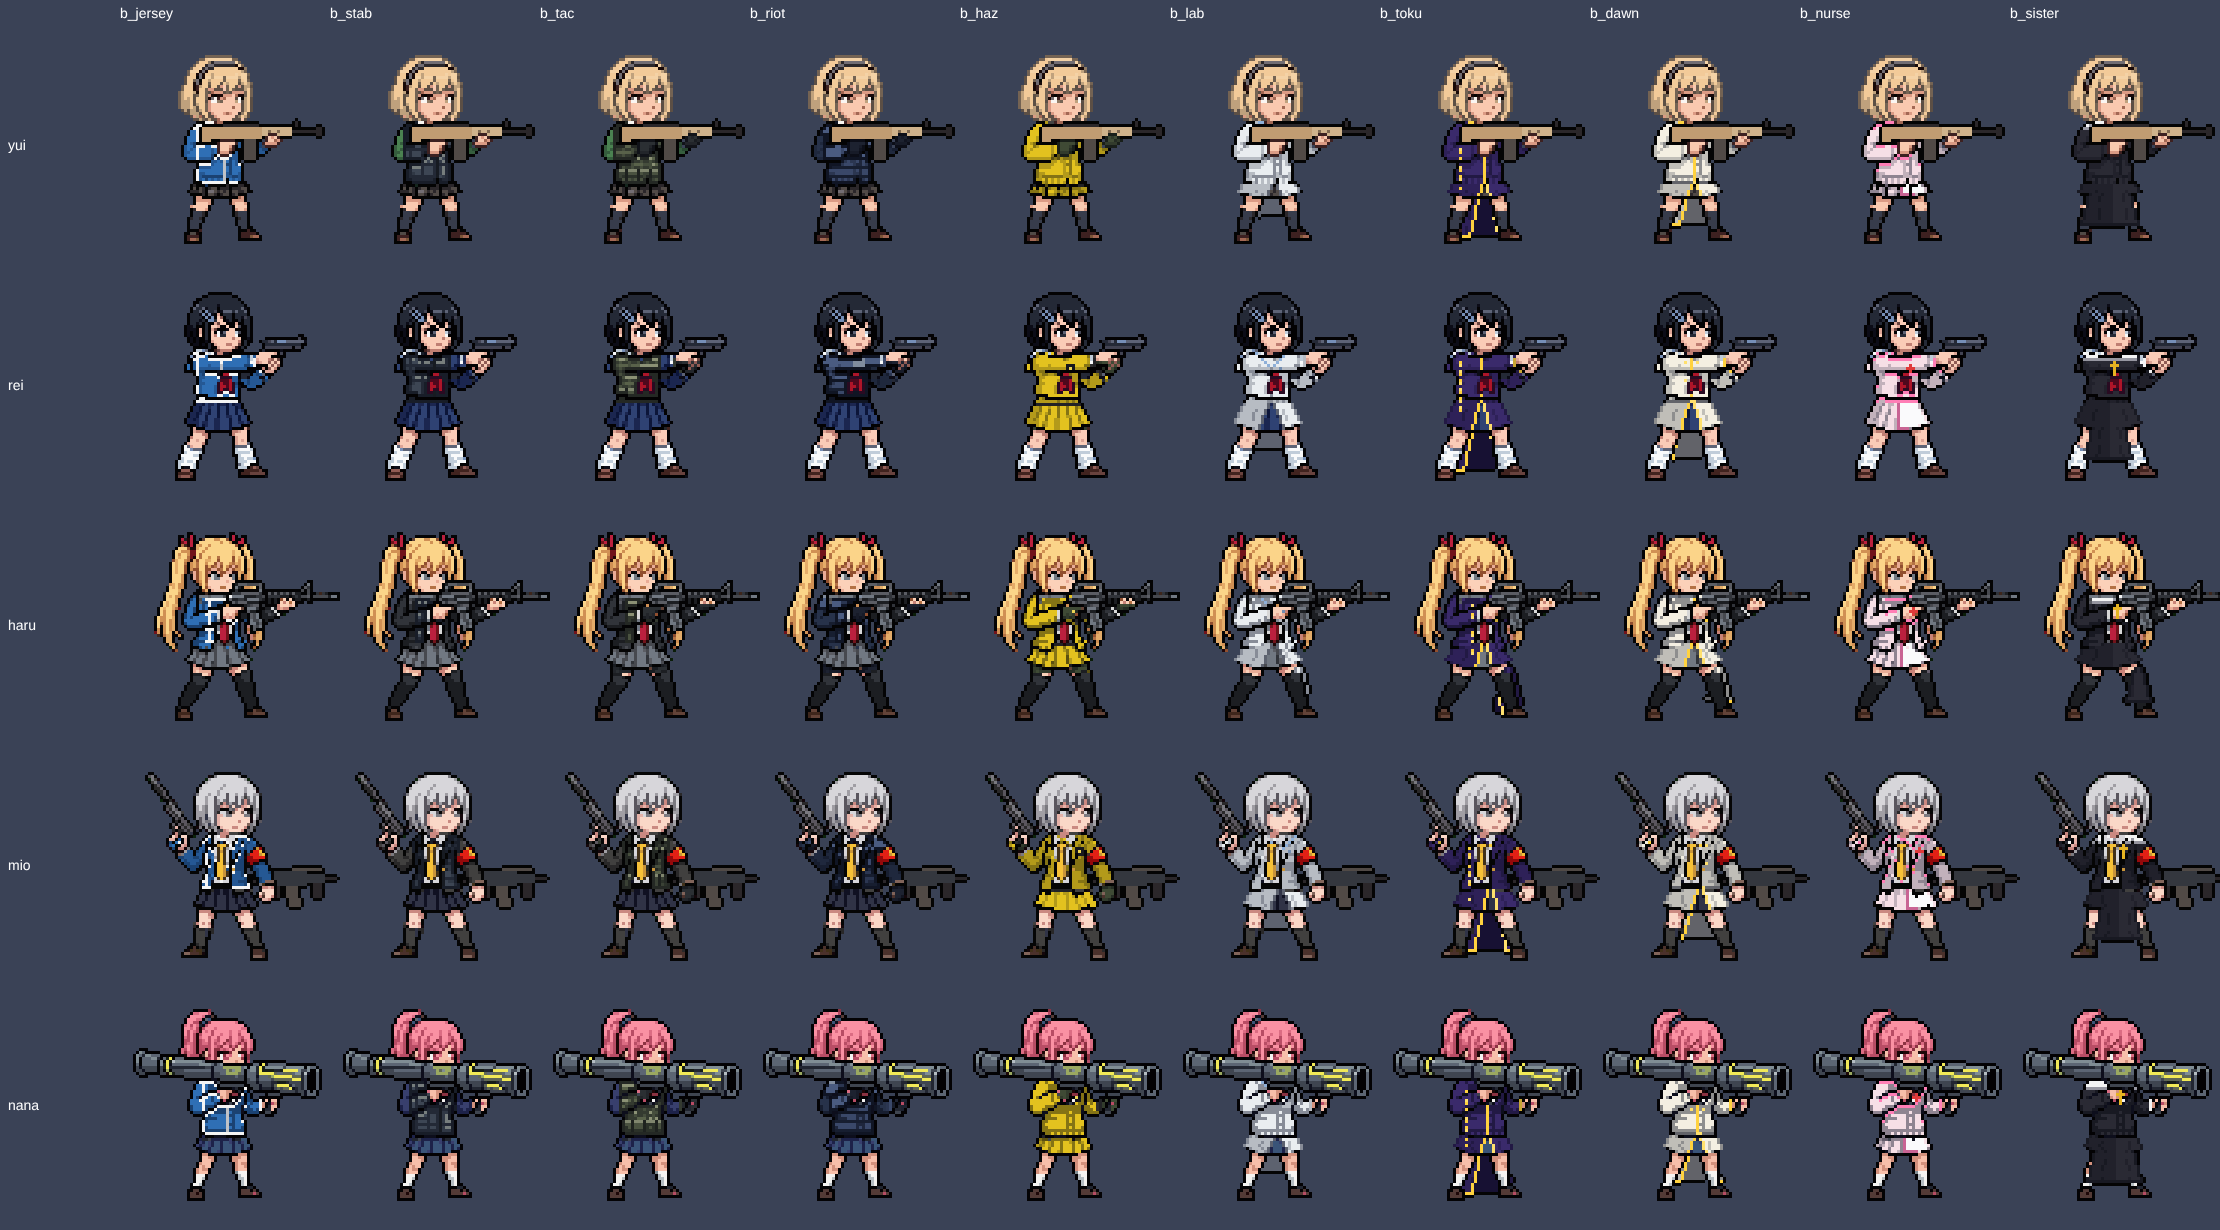 b_jersey b_stab b_tac b_riot b_haz b_lab b_toku b_dawn b_nurse b_sister
yui
rei
haru
mio
nana